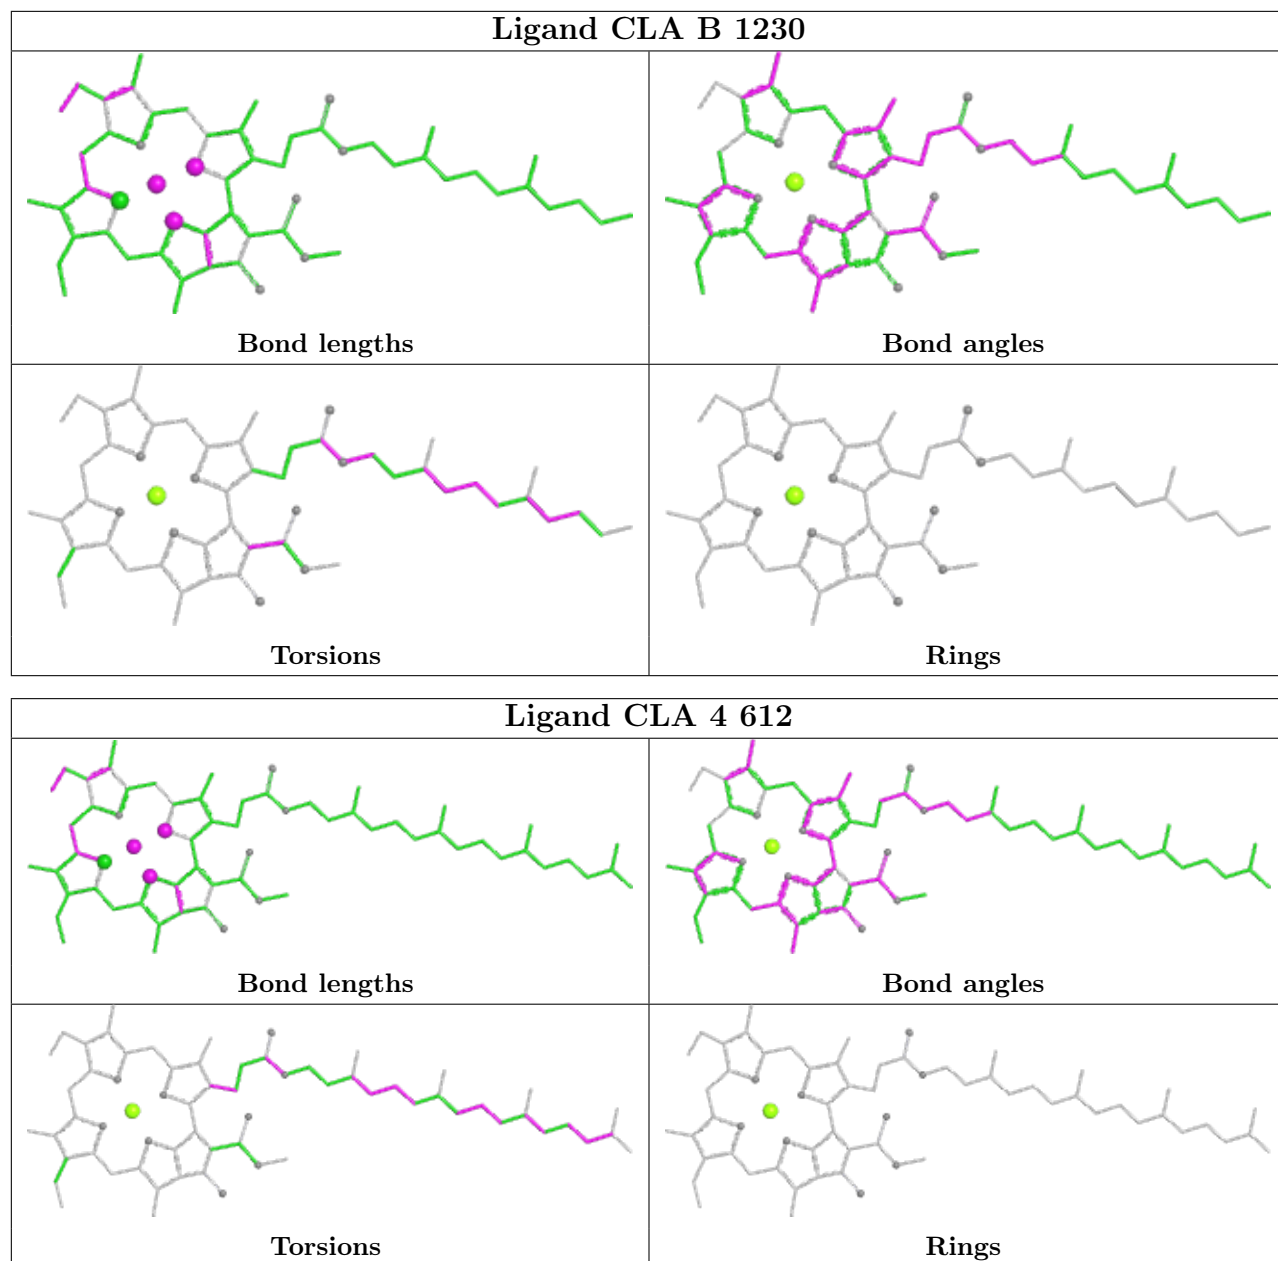 Ligand CLA B 1230
Bond lengths
Bond angles
Torsions
Rings
Ligand CLA 4 612
Bond lengths
Bond angles
Torsions
Rings